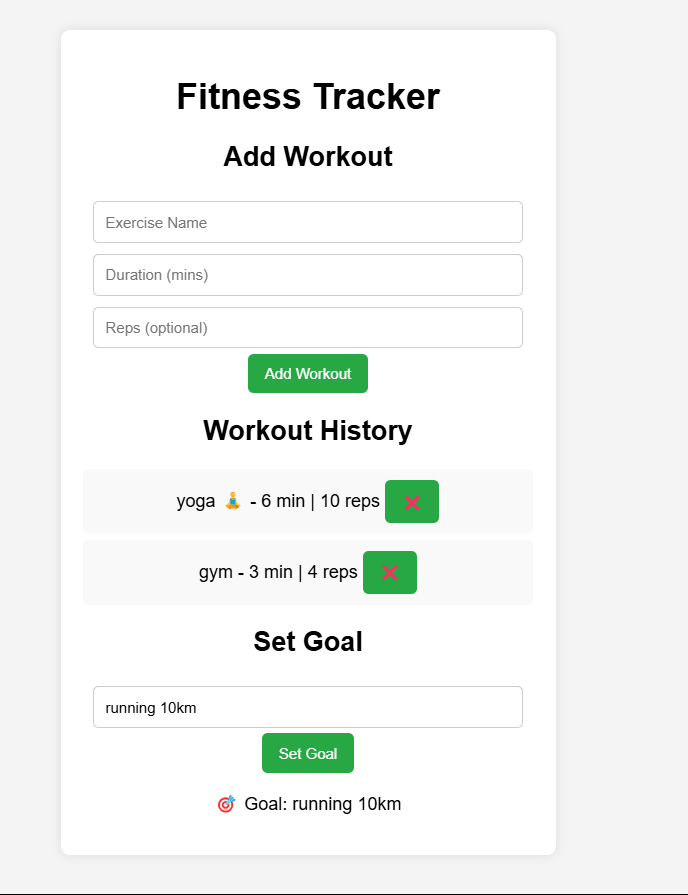 Fitness Tracker
Add Workout
Exercise Name
Duration (mins)
Reps (optional)
Add Workout
Workout History
yoga 🧘 - 6 min | 10 reps ❌
gym - 3 min | 4 reps ❌
Set Goal
running 10km
Set Goal
🎯 Goal: running 10km